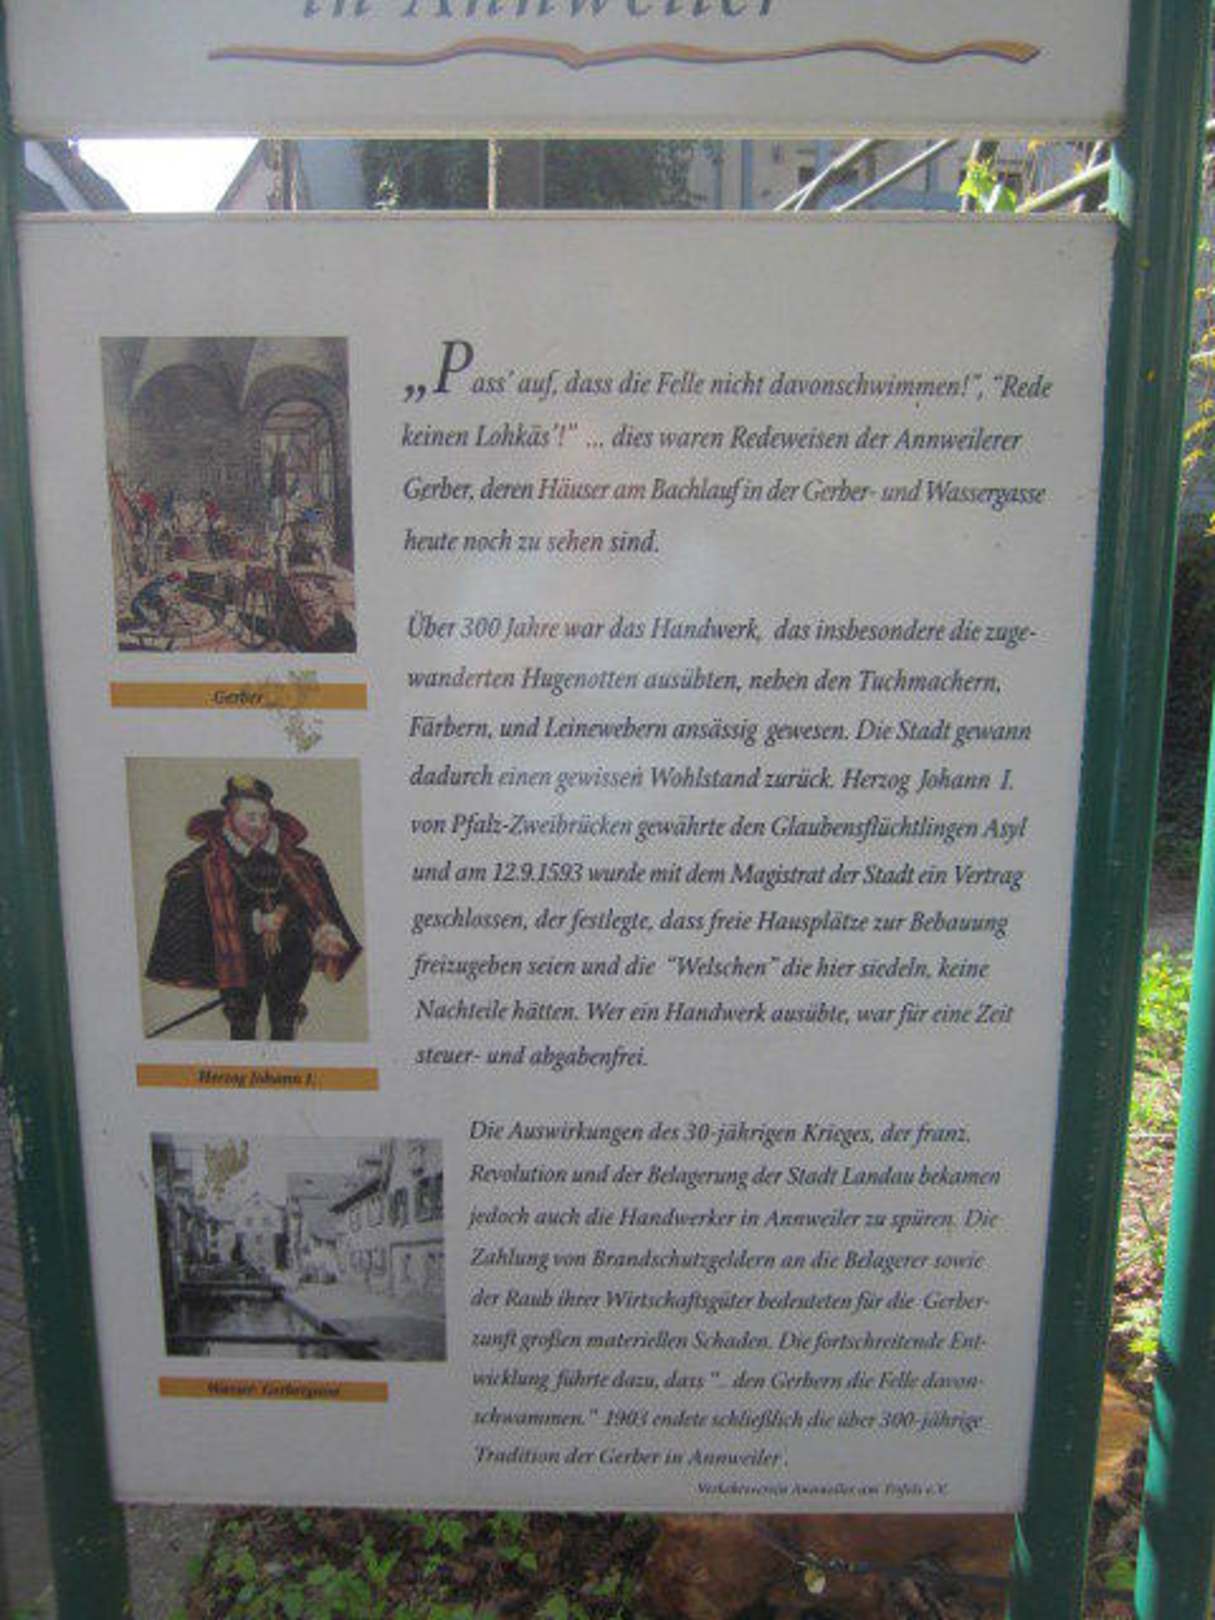 in Annweiler
„Pass' auf, dass die Felle nicht davonschwimmen!", "Rede
keinen Lohkäs'!" ... dies waren Redeweisen der Annweilerer
Gerber, deren Häuser am Bachlauf in der Gerber- und Wassergasse
heute noch zu sehen sind.
Über 300 Jahre war das Handwerk, das insbesondere die zuge-
wanderten Hugenotten ausübten, neben den Tuchmachern,
Färbern, und Leinewebern ansässig gewesen. Die Stadt gewann
dadurch einen gewissen Wohlstand zurück. Herzog Johann I.
von Pfalz-Zweibrücken gewährte den Glaubensflüchtlingen Asyl
und am 12.9.1593 wurde mit dem Magistrat der Stadt ein Vertrag
geschlossen, der festlegte, dass freie Hausplätze zur Bebauung
freizugeben seien und die "Welschen" die hier siedeln, keine
Nachteile hätten. Wer ein Handwerk ausübte, war für eine Zeit
steuer- und abgabenfrei.
Die Auswirkungen des 30-jährigen Krieges, der franz.
Revolution und der Belagerung der Stadt Landau bekamen
jedoch auch die Handwerker in Annweiler zu spüren. Die
Zahlung von Brandschutzgeldern an die Belagerer sowie
der Raub ihrer Wirtschaftsgüter bedeuteten für die Gerber-
zunft großen materiellen Schaden. Die fortschreitende Ent-
wicklung führte dazu, dass "... den Gerbern die Felle davon-
schwammen." 1903 endete schließlich die über 300-jährige
Tradition der Gerber in Annweiler.
Verkehrsverein Annweiler am Trifels e.V.
Gerber
Herzog Johann I.
Wasser- Gerbergasse